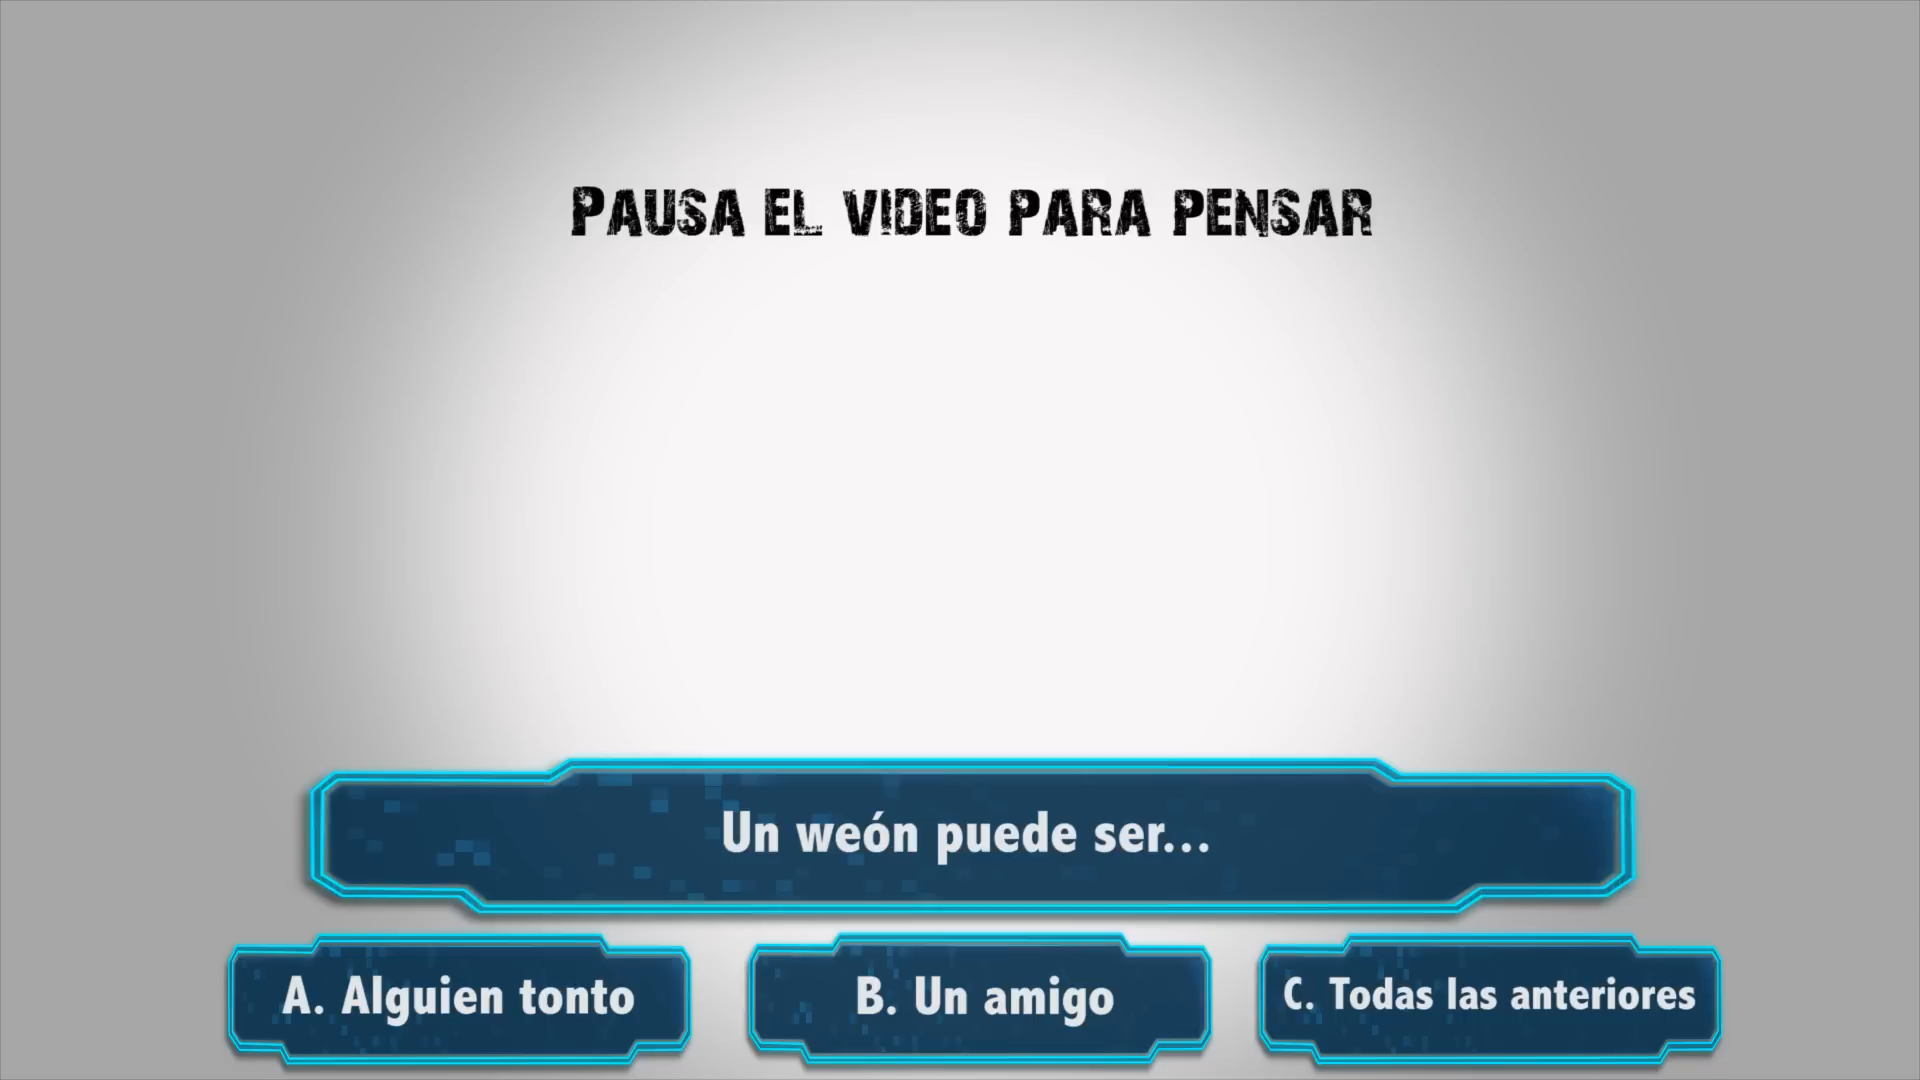 PAUSA EL VIDEO PARA PENSAR
Un weón puede ser...
A. Alguien tonto
B. Un amigo
C. Todas las anteriores